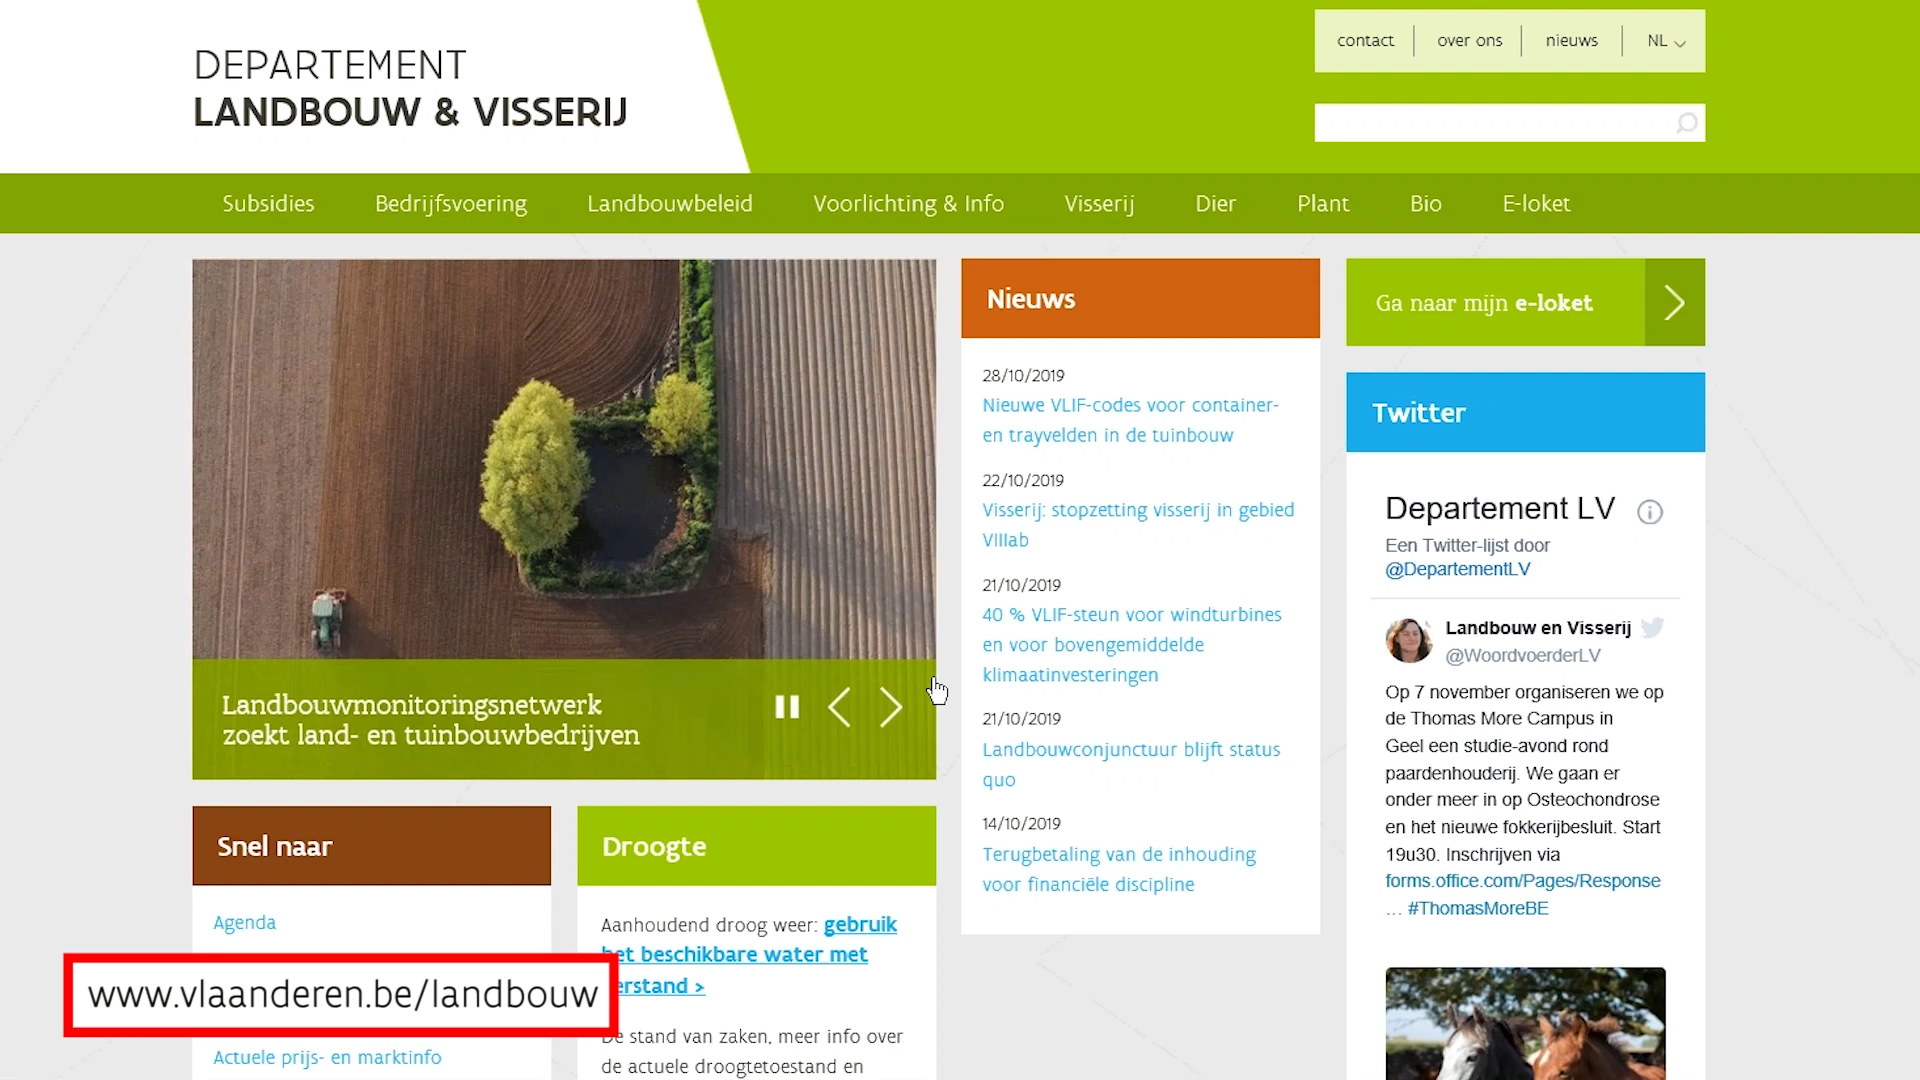 DEPARTEMENT
LANDBOUW & VISSERIJ
contact
over ons
nieuws
NL
Subsidies
Bedrijfsvoering
Landbouwbeleid
Voorlichting & Info
Visserij
Dier
Plant
Bio
E-loket
Landbouwmonitoringsnetwerk
zoekt land- en tuinbouwbedrijven
Nieuws
28/10/2019
Nieuwe VLIF-codes voor container-
en trayvelden in de tuinbouw
22/10/2019
Visserij: stopzetting visserij in gebied
VIIIab
21/10/2019
40 % VLIF-steun voor windturbines
en voor bovengemiddelde
klimaatinvesteringen
21/10/2019
Landbouwconjunctuur blijft status
quo
14/10/2019
Terugbetaling van de inhouding
voor financiële discipline
Ga naar mijn e-loket
Twitter
Departement LV
Een Twitter-lijst door
@DepartementLV
Landbouw en Visserij
@WoordvoerderLV
Op 7 november organiseren we op
de Thomas More Campus in
Geel een studie-avond rond
paardenhouderij. We gaan er
onder meer in op Osteochondrose
en het nieuwe fokkerijbesluit. Start
19u30. Inschrijven via
forms.office.com/Pages/Response
… #ThomasMoreBE
Snel naar
Agenda
www.vlaanderen.be/landbouw
Actuele prijs- en marktinfo
Droogte
Aanhoudend droog weer: gebruik
het beschikbare water met
erstand >
De stand van zaken, meer info over
de actuele droogtetoestand en